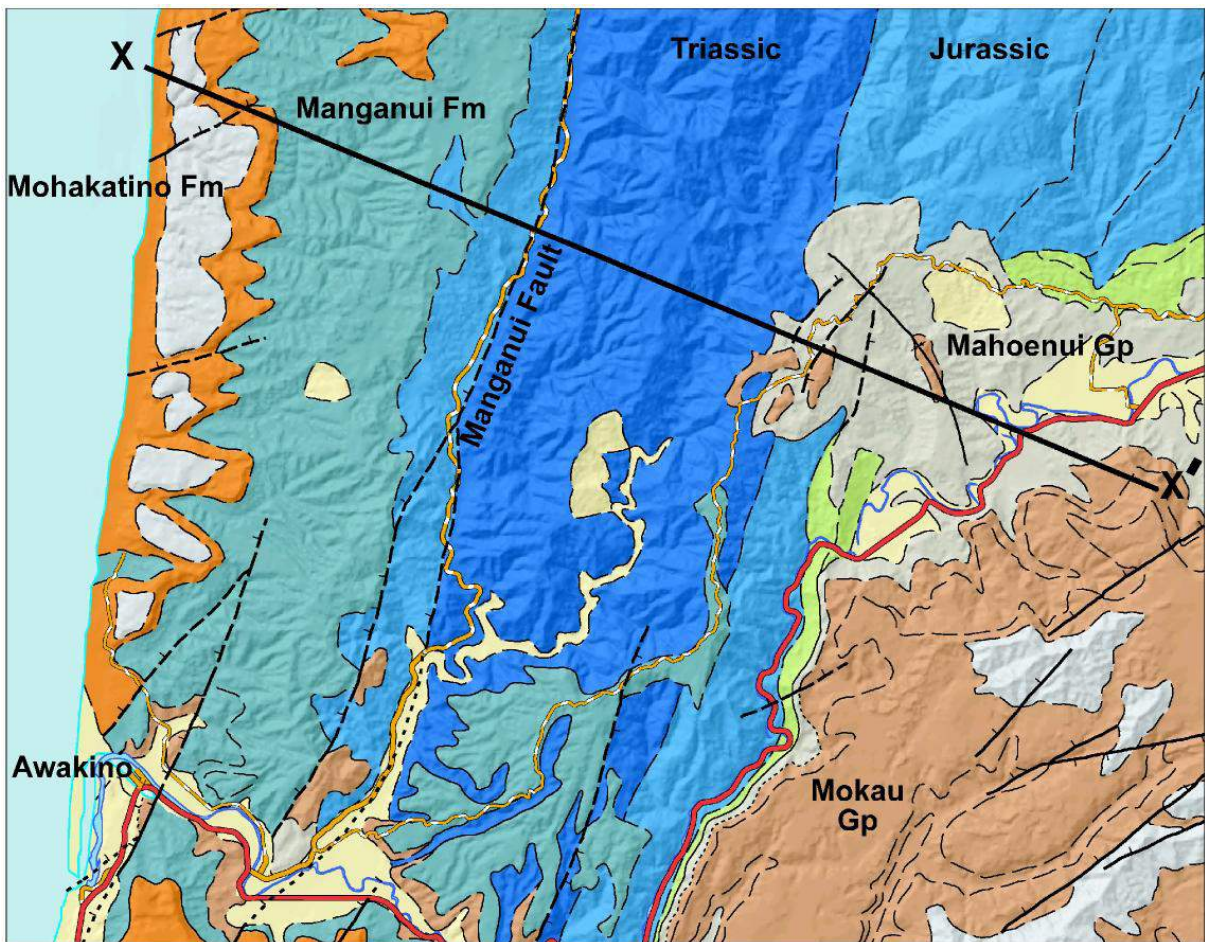 X
Triassic
Jurassic
Manganui Fm
Mohakatino Fm
Manganui Fault
Mahoenui Gp
X'
Awakino
Mokau
Gp